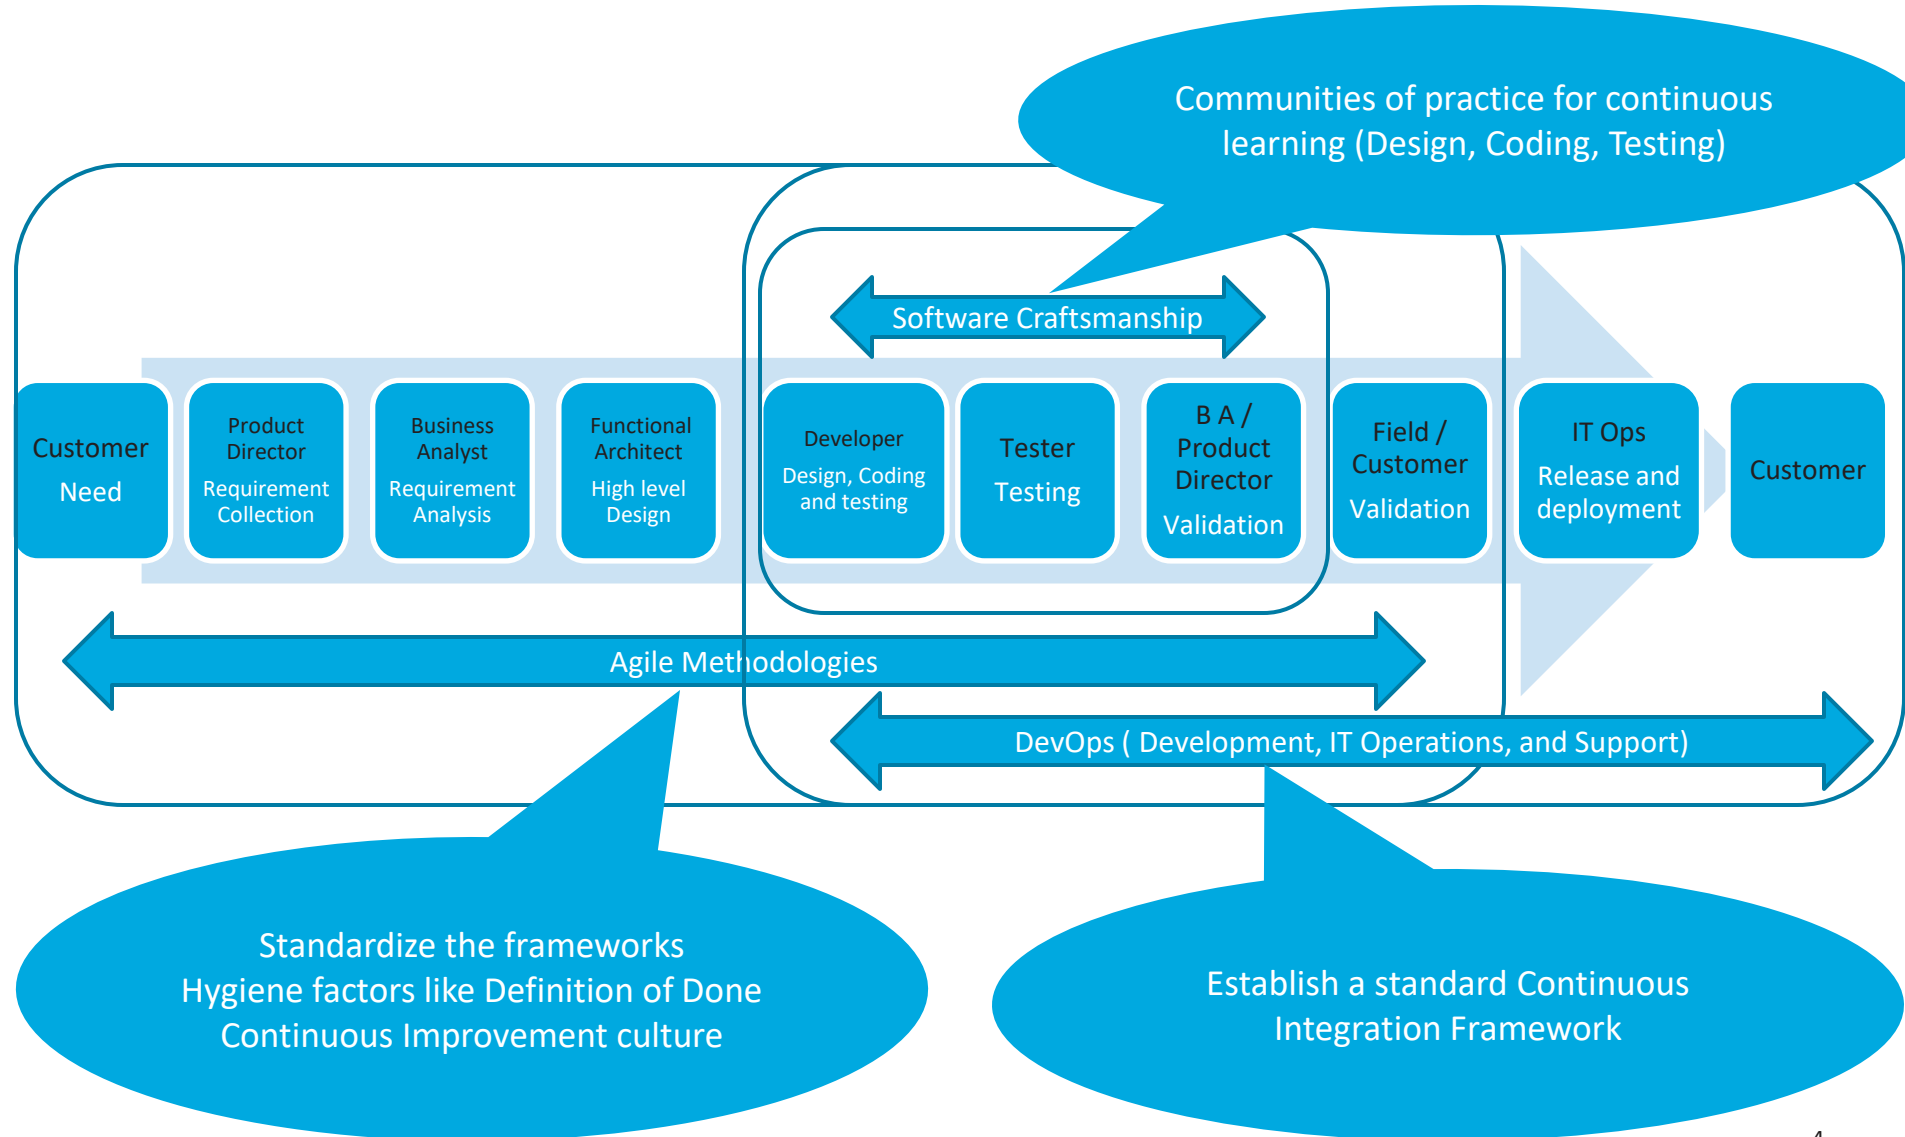 Communities of practice for continuous
learning (Design, Coding, Testing)
Software Craftsmanship
Customer
Need
Product
Director
Requirement
Collection
Business
Analyst
Requirement
Analysis
Functional
Architect
High level
Design
Developer
Design, Coding
and testing
Tester
Testing
B A /
Product
Director
Validation
Field /
Customer
Validation
IT Ops
Release and
deployment
Customer
Agile Methodologies
DevOps ( Development, IT Operations, and Support)
Standardize the frameworks
Hygiene factors like Definition of Done
Continuous Improvement culture
Establish a standard Continuous
Integration Framework